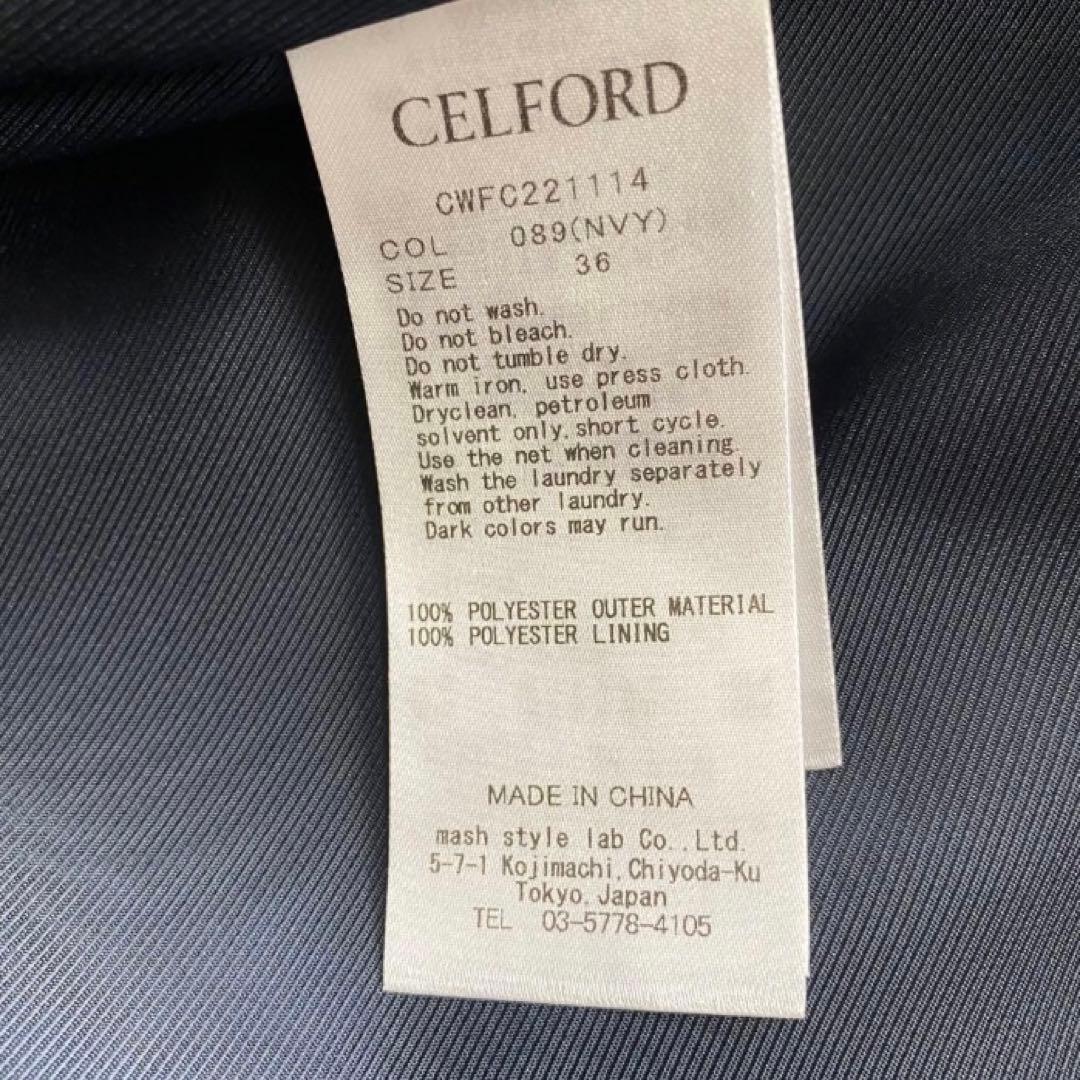 CELFORD
CWFC221114
COL 089(NVY)
SIZE 36
Do not wash.
Do not bleach.
Do not tumble dry.
Warm iron, use press cloth.
Dryclean, petroleum
solvent only, short cycle.
Use the net when cleaning.
Wash the laundry separately
from other laundry.
Dark colors may run.
100% POLYESTER OUTER MATERIAL
100% POLYESTER LINING
MADE IN CHINA
mash style lab Co.,Ltd.
5-7-1 Kojimachi,Chiyoda-Ku
Tokyo,Japan
TEL 03-5778-4105